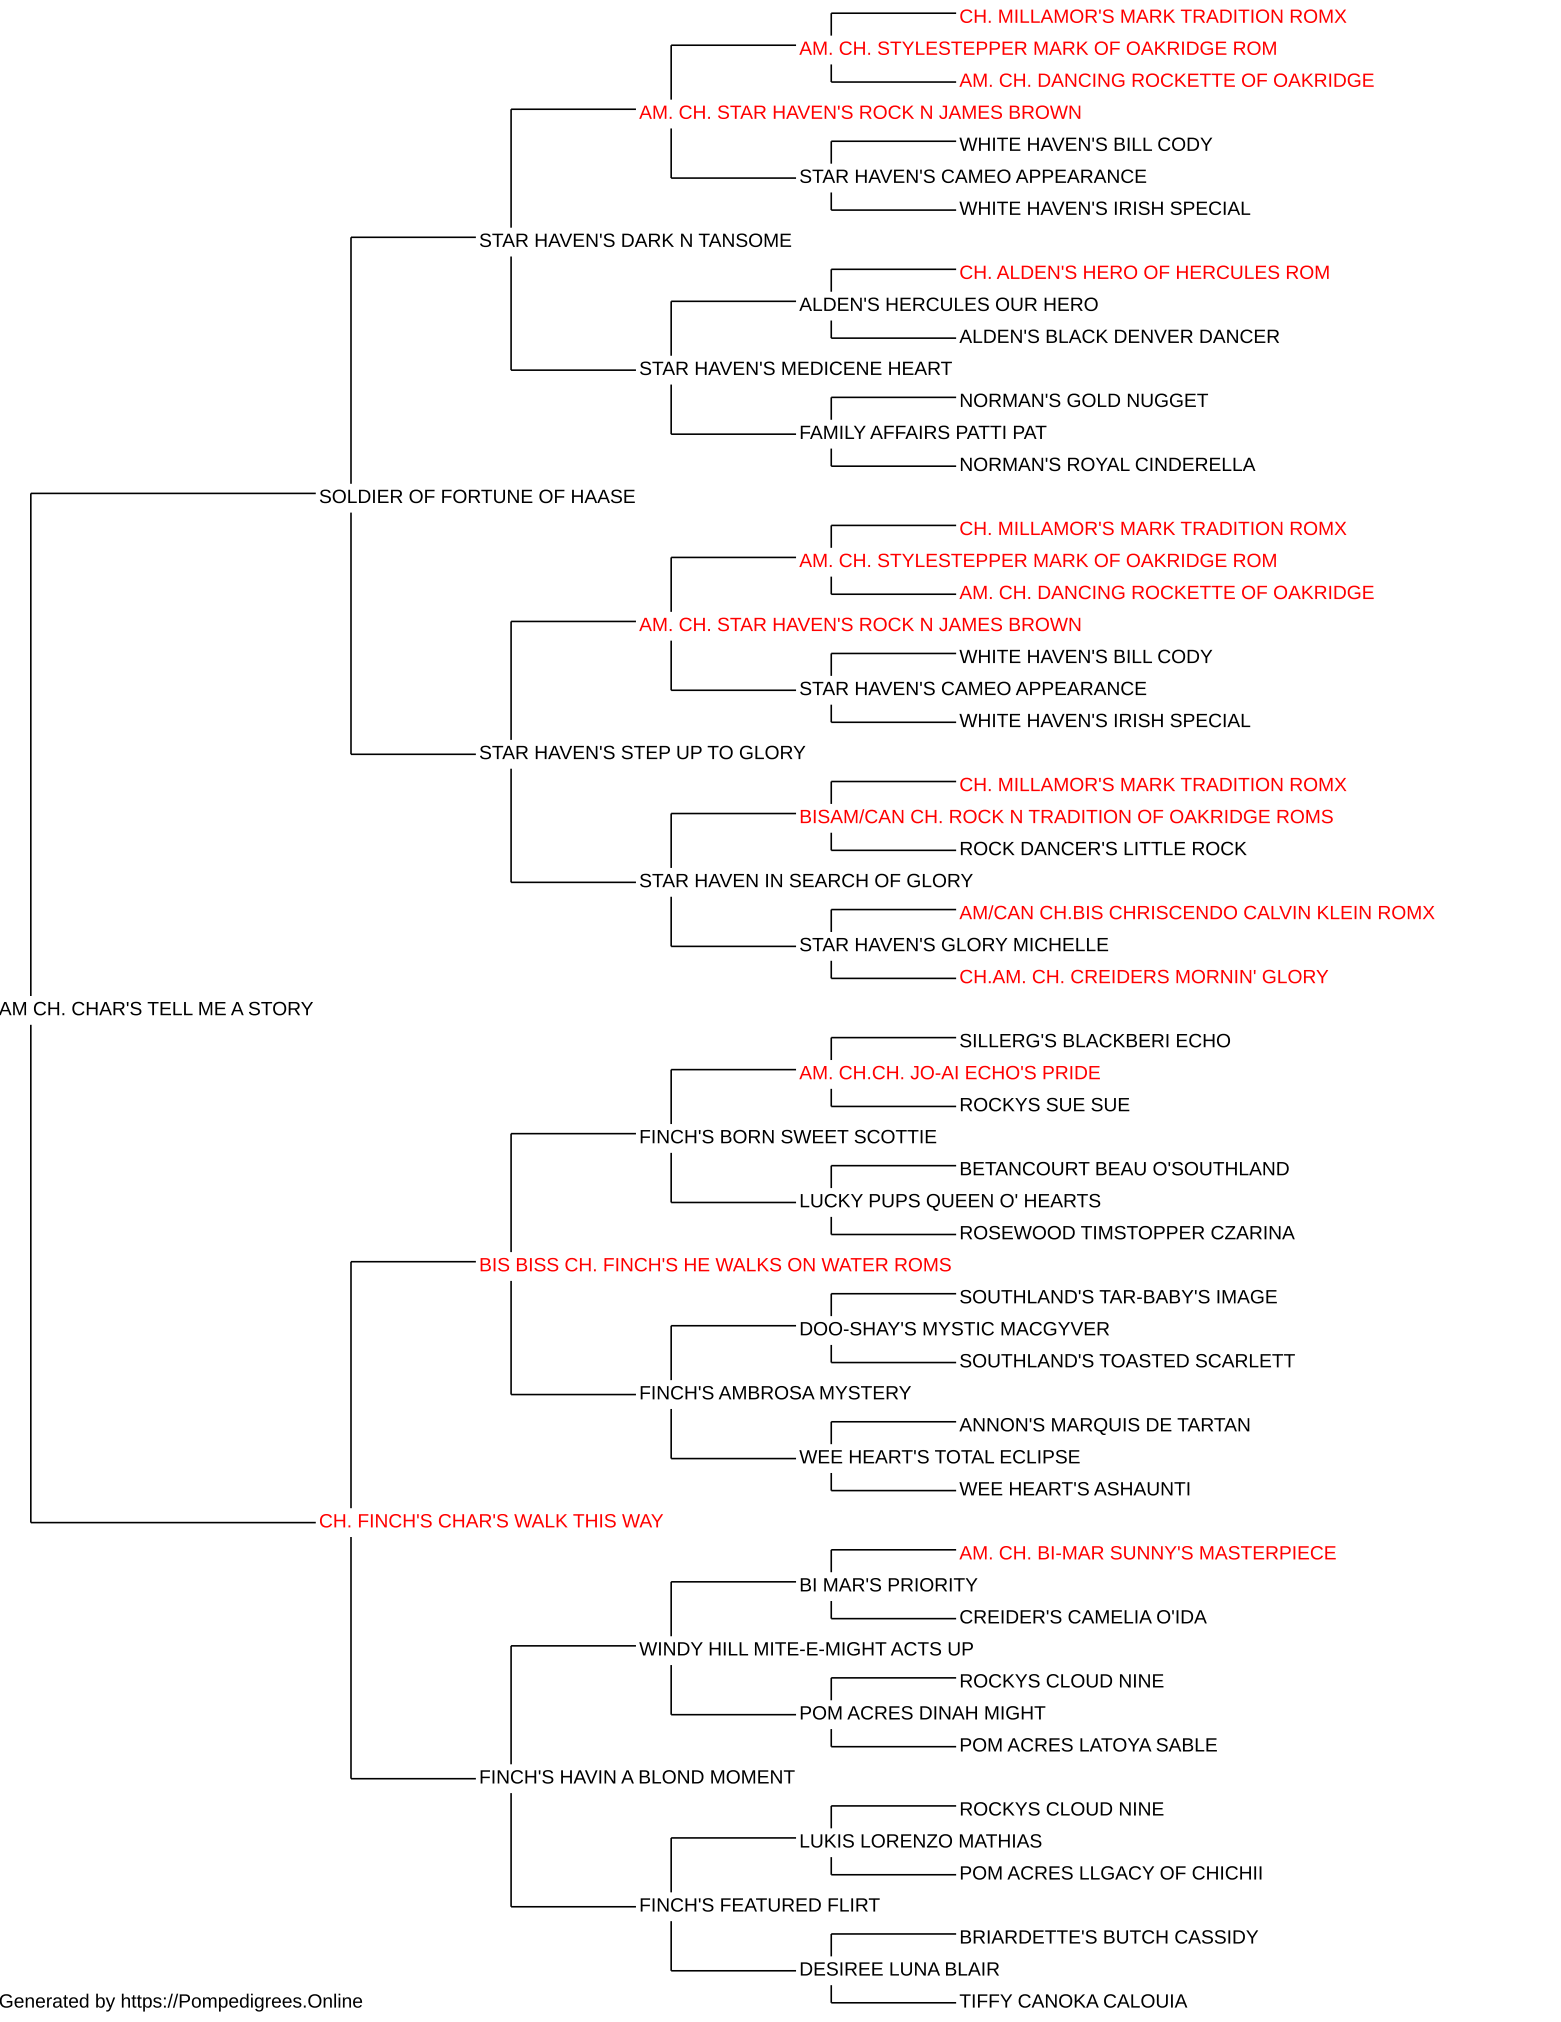 CH. MILLAMOR'S MARK TRADITION ROMX
AM. CH. STYLESTEPPER MARK OF OAKRIDGE ROM
AM. CH. DANCING ROCKETTE OF OAKRIDGE
AM. CH. STAR HAVEN'S ROCK N JAMES BROWN
WHITE HAVEN'S BILL CODY
STAR HAVEN'S CAMEO APPEARANCE
WHITE HAVEN'S IRISH SPECIAL
STAR HAVEN'S DARK N TANSOME
CH. ALDEN'S HERO OF HERCULES ROM
ALDEN'S HERCULES OUR HERO
ALDEN'S BLACK DENVER DANCER
STAR HAVEN'S MEDICENE HEART
NORMAN'S GOLD NUGGET
FAMILY AFFAIRS PATTI PAT
NORMAN'S ROYAL CINDERELLA
SOLDIER OF FORTUNE OF HAASE
CH. MILLAMOR'S MARK TRADITION ROMX
AM. CH. STYLESTEPPER MARK OF OAKRIDGE ROM
AM. CH. DANCING ROCKETTE OF OAKRIDGE
AM. CH. STAR HAVEN'S ROCK N JAMES BROWN
WHITE HAVEN'S BILL CODY
STAR HAVEN'S CAMEO APPEARANCE
WHITE HAVEN'S IRISH SPECIAL
STAR HAVEN'S STEP UP TO GLORY
CH. MILLAMOR'S MARK TRADITION ROMX
BISAM/CAN CH. ROCK N TRADITION OF OAKRIDGE ROMS
ROCK DANCER'S LITTLE ROCK
STAR HAVEN IN SEARCH OF GLORY
AM/CAN CH.BIS CHRISCENDO CALVIN KLEIN ROMX
STAR HAVEN'S GLORY MICHELLE
CH.AM. CH. CREIDERS MORNIN' GLORY
AM CH. CHAR'S TELL ME A STORY
SILLERG'S BLACKBERI ECHO
AM. CH.CH. JO-AI ECHO'S PRIDE
ROCKYS SUE SUE
FINCH'S BORN SWEET SCOTTIE
BETANCOURT BEAU O'SOUTHLAND
LUCKY PUPS QUEEN O' HEARTS
ROSEWOOD TIMSTOPPER CZARINA
BIS BISS CH. FINCH'S HE WALKS ON WATER ROMS
SOUTHLAND'S TAR-BABY'S IMAGE
DOO-SHAY'S MYSTIC MACGYVER
SOUTHLAND'S TOASTED SCARLETT
FINCH'S AMBROSA MYSTERY
ANNON'S MARQUIS DE TARTAN
WEE HEART'S TOTAL ECLIPSE
WEE HEART'S ASHAUNTI
CH. FINCH'S CHAR'S WALK THIS WAY
AM. CH. BI-MAR SUNNY'S MASTERPIECE
BI MAR'S PRIORITY
CREIDER'S CAMELIA O'IDA
WINDY HILL MITE-E-MIGHT ACTS UP
ROCKYS CLOUD NINE
POM ACRES DINAH MIGHT
POM ACRES LATOYA SABLE
FINCH'S HAVIN A BLOND MOMENT
ROCKYS CLOUD NINE
LUKIS LORENZO MATHIAS
POM ACRES LLGACY OF CHICHII
FINCH'S FEATURED FLIRT
BRIARDETTE'S BUTCH CASSIDY
DESIREE LUNA BLAIR
TIFFY CANOKA CALOUIA
Generated by https://Pompedigrees.Online